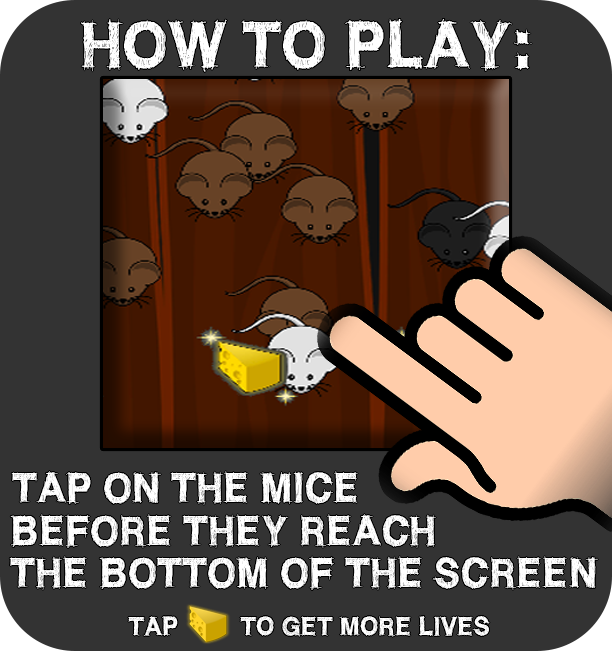 HOW TO PLAY:
TAP ON THE MICE
BEFORE THEY REACH
THE BOTTOM OF THE SCREEN
TAP TO GET MORE LIVES